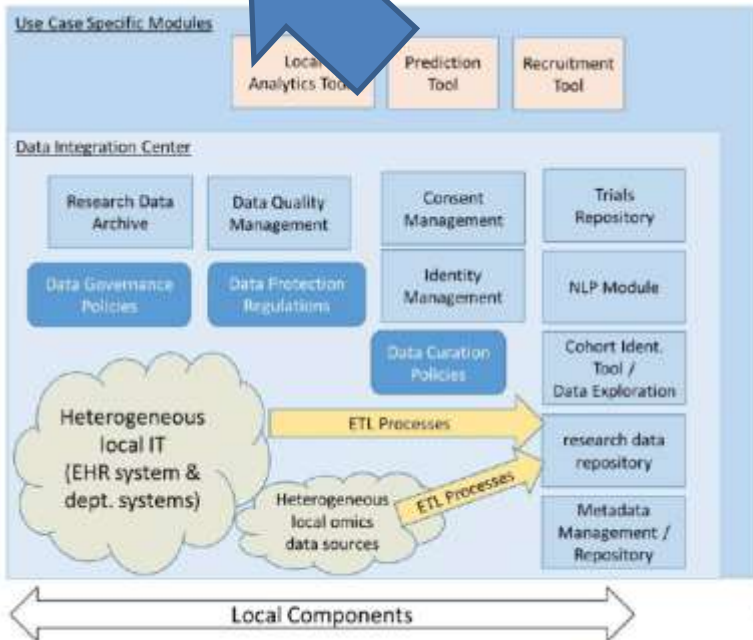 Use Case Specific Modules
Local
Analytics Tool
Prediction
Tool
Recruitment
Tool
Data Integration Center
Research Data
Archive
Data Quality
Management
Consent
Management
Trials
Repository
Data Governance
Policies
Data Protection
Regulations
Identity
Management
NLP Module
Data Curation
Policies
Cohort Ident.
Tool /
Data Exploration
Heterogeneous
local IT
(EHR system &
dept. systems)
ETL Processes
research data
repository
Heterogeneous
local omics
data sources
ETL Processes
Metadata
Management /
Repository
Local Components